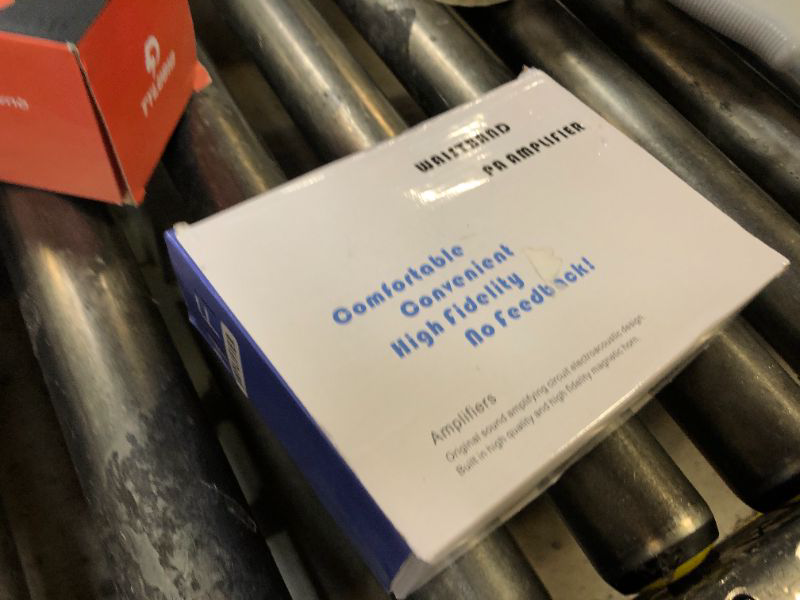 WAISTBAND
PA AMPLIFIER
Comfortable
Convenient
High Fidelity
No Feedback!
Amplifiers
Original sound amplifying circuit electroacoustic design.
Built in high quality and high fidelity magnetic horn.